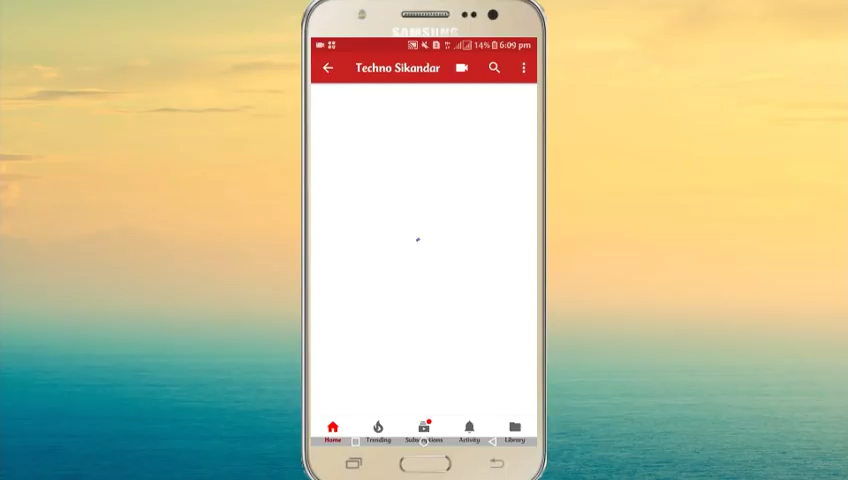 SAMSUNG
14% 6:09 pm
Techno Sikandar
Home Trending Subscriptions Activity Library